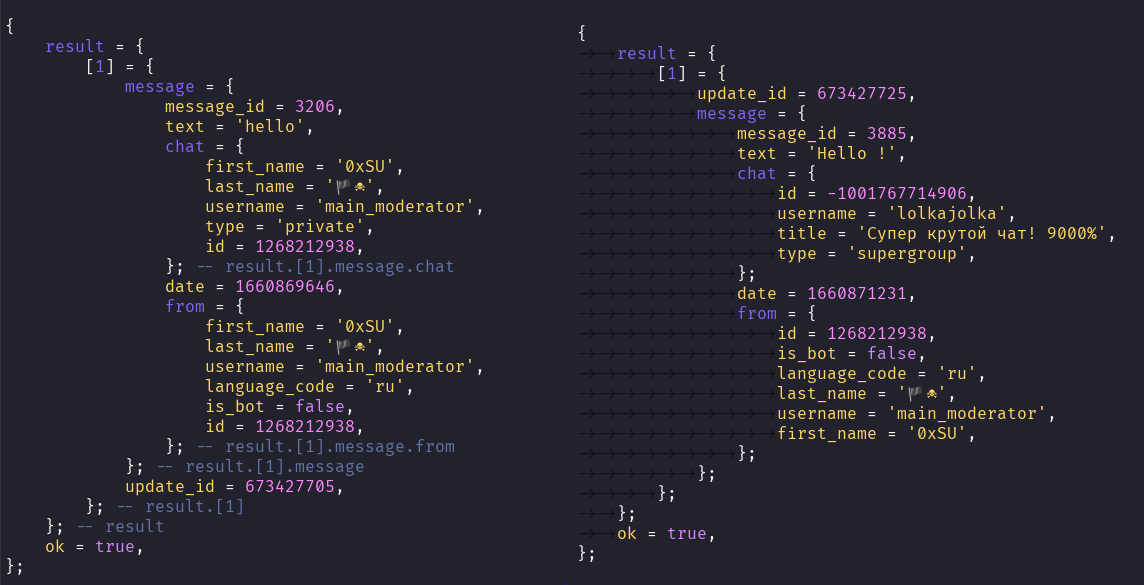 {
    result = {
        [1] = {
            message = {
                message_id = 3206,
                text = 'hello',
                chat = {
                    first_name = '0xSU',
                    last_name = '🏴☠',
                    username = 'main_moderator',
                    type = 'private',
                    id = 1268212938,
                }; -- result.[1].message.chat
                date = 1660869646,
                from = {
                    first_name = '0xSU',
                    last_name = '🏴☠',
                    username = 'main_moderator',
                    language_code = 'ru',
                    is_bot = false,
                    id = 1268212938,
                }; -- result.[1].message.from
            }; -- result.[1].message
            update_id = 673427705,
        }; -- result.[1]
    }; -- result
    ok = true,
};
{
    result = {
        [1] = {
            update_id = 673427725,
            message = {
                message_id = 3885,
                text = 'Hello !',
                chat = {
                    id = -1001767714906,
                    username = 'lolkajolka',
                    title = 'Супер крутой чат! 9000%',
                    type = 'supergroup',
                };
                date = 1660871231,
                from = {
                    id = 1268212938,
                    is_bot = false,
                    language_code = 'ru',
                    last_name = '🏴☠',
                    username = 'main_moderator',
                    first_name = '0xSU',
                };
            };
        };
    };
    ok = true,
};